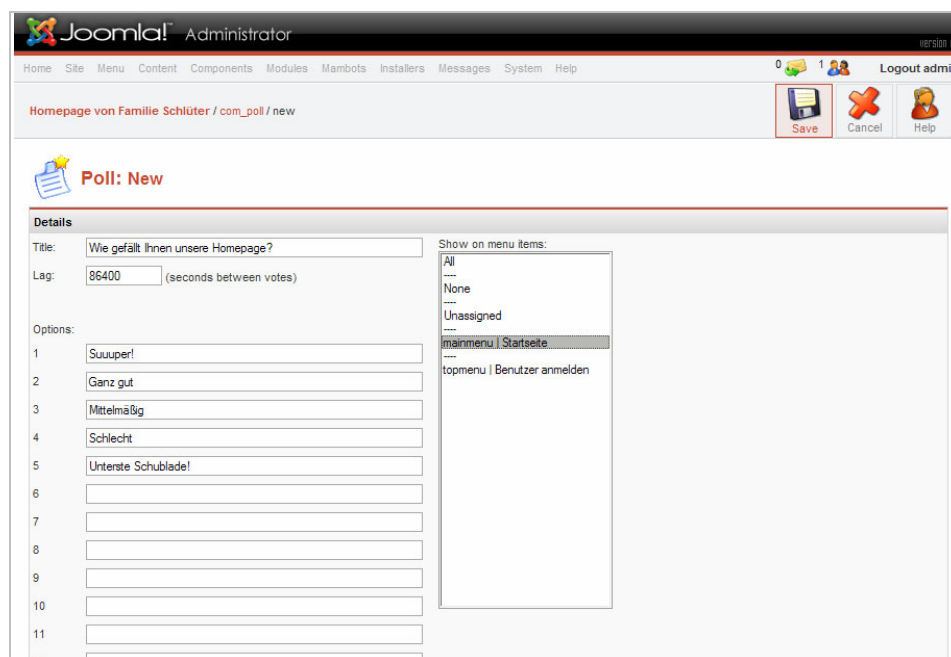 Joomla!™ Administrator
version
Home Site Menu Content Components Modules Mambots Installers Messages System Help 0 1 Logout admi
Homepage von Familie Schlüter / com_poll / new
Save Cancel Help
Poll: New
Details
Title: Wie gefällt Ihnen unsere Homepage?
Lag: 86400 (seconds between votes)
Options:
1 Suuuper!
2 Ganz gut
3 Mittelmäßig
4 Schlecht
5 Unterste Schublade!
6
7
8
9
10
11
Show on menu items:
All
----
None
----
Unassigned
----
mainmenu | Startseite
----
topmenu | Benutzer anmelden